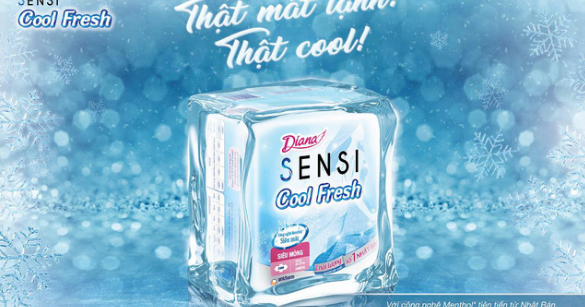 SENSI
Cool Fresh
Thật mát lạnh!
Thật cool!
Diana
SENSI
Cool Fresh
SIÊU MỎNG
Với công nghệ Menthol* tiên tiến từ Nhật Bản